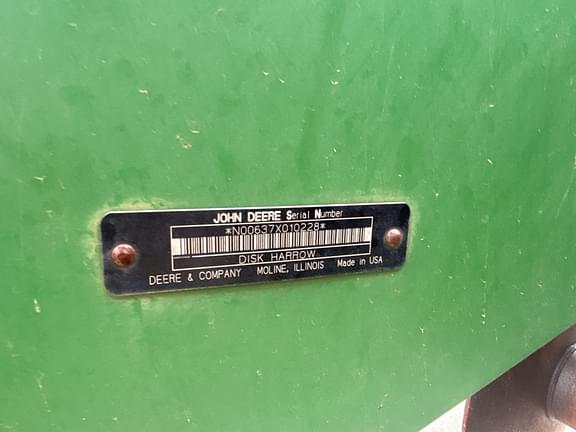 JOHN DEERE Serial Number
*N00637X010228*
DISK HARROW
DEERE & COMPANY MOLINE, ILLINOIS Made in USA